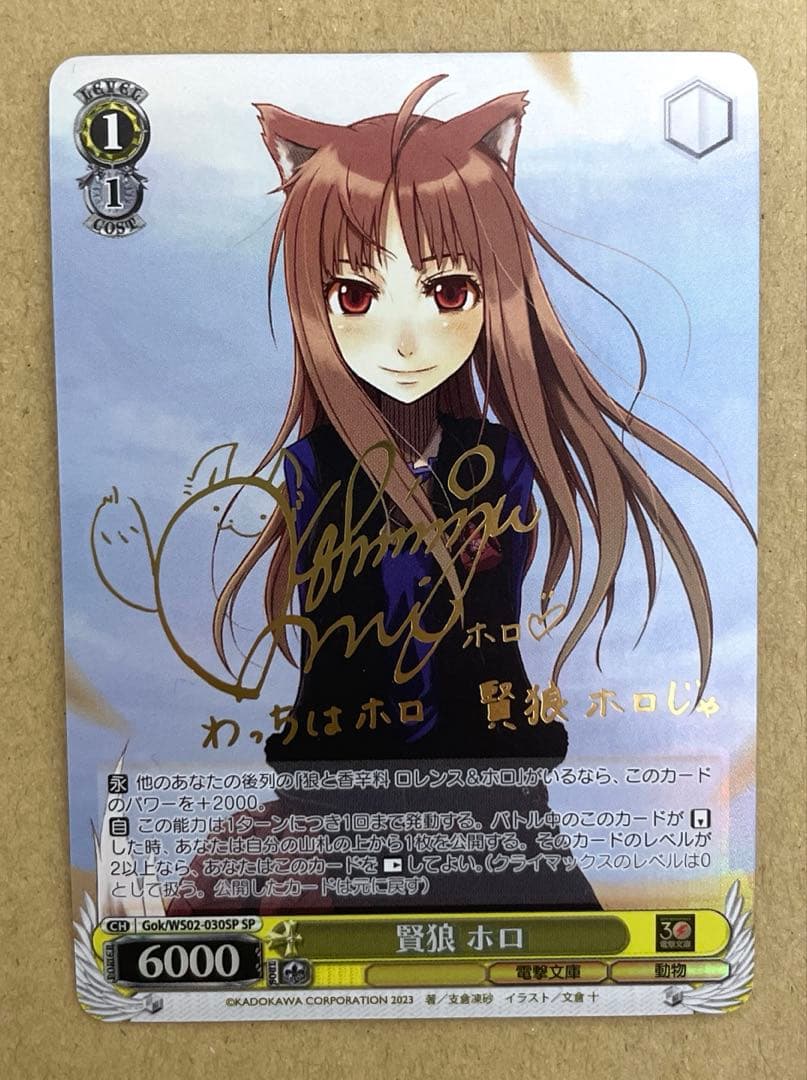 LEVEL
1
1
COST
ホロ♡
わっちはホロ 賢狼ホロじゃ
永 他のあなたの後列の「狼と香辛料 ロレンス＆ホロ」がいるなら、このカード
のパワーを＋2000。
自 この能力は1ターンにつき1回まで発動する。バトル中のこのカードが
した時、あなたは自分の山札の上から1枚を公開する。そのカードのレベルが
2以上なら、あなたはこのカードを してよい。（クライマックスのレベルは0
として扱う。公開したカードは元に戻す）
CH Gok/WS02-030SP SP
賢狼 ホロ
30
電撃文庫
POWER
6000
SOUL
電撃文庫
動物
©KADOKAWA CORPORATION 2023 著／支倉凍砂 イラスト／文倉 十